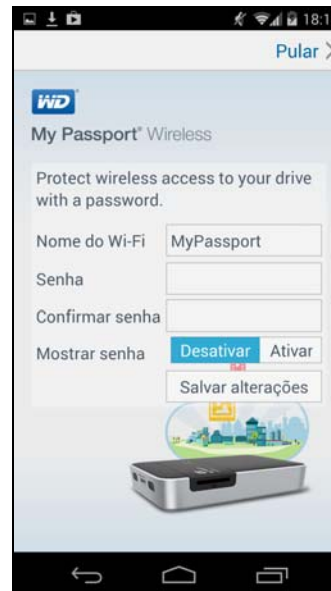 18:1
Pular
WD
My Passport® Wireless
Protect wireless access to your drive
with a password.
Nome do Wi-Fi MyPassport
Senha
Confirmar senha
Mostrar senha Desativar Ativar
Salvar alterações